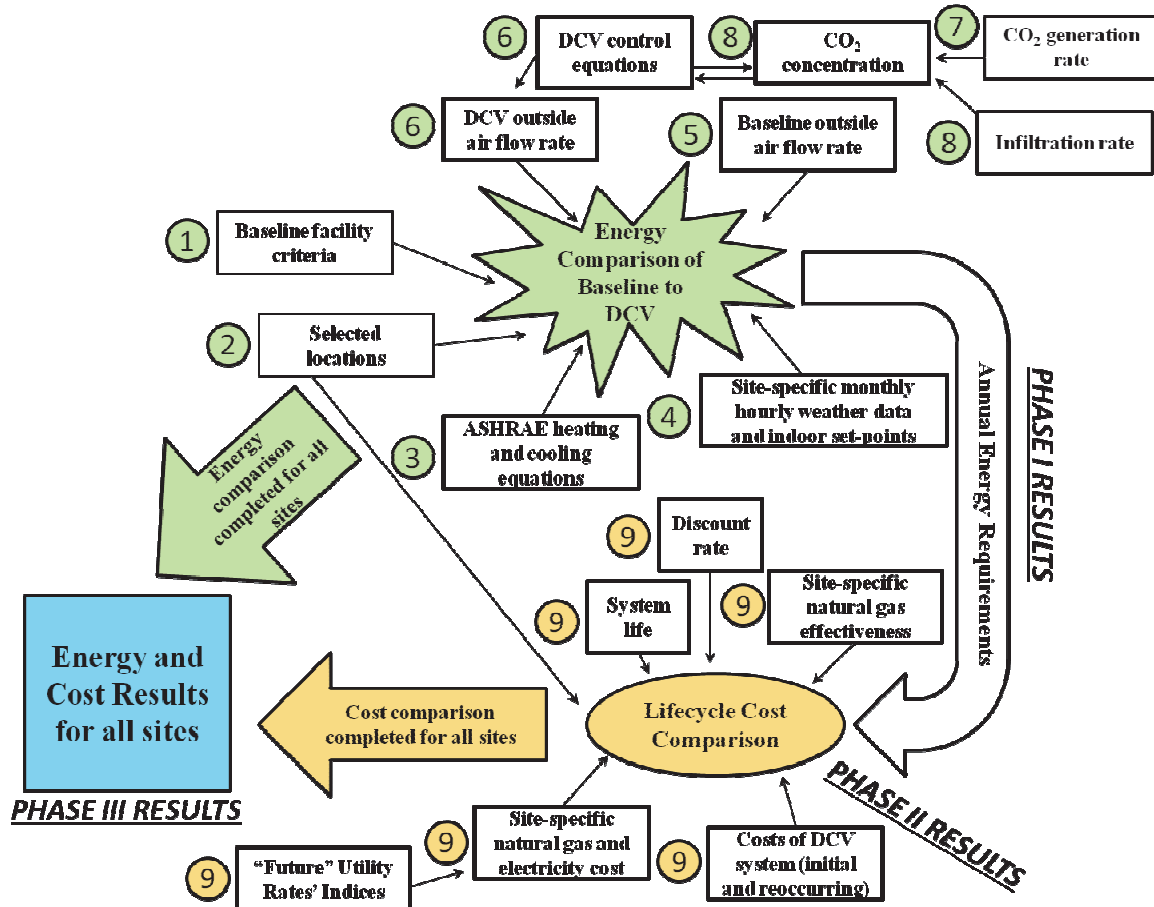 6
DCV control
equations
8
CO₂
concentration
7
CO₂ generation
rate
6
DCV outside
air flow rate
5
Baseline outside
air flow rate
8
Infiltration rate
1
Baseline facility
criteria
Energy
Comparison of
Baseline to
DCV
2
Selected
locations
3
ASHRAE heating
and cooling
equations
4
Site-specific monthly
hourly weather data
and indoor set-points
Annual Energy Requirements
PHASE I RESULTS
Energy
comparison
completed for all
sites
9
Discount
rate
9
System
life
9
Site-specific
natural gas
effectiveness
Energy and
Cost Results
for all sites
PHASE III RESULTS
Cost comparison
completed for all sites
Lifecycle Cost
Comparison
PHASE II RESULTS
9
"Future" Utility
Rates' Indices
9
Site-specific
natural gas and
electricity cost
9
Costs of DCV
system (initial
and reoccurring)